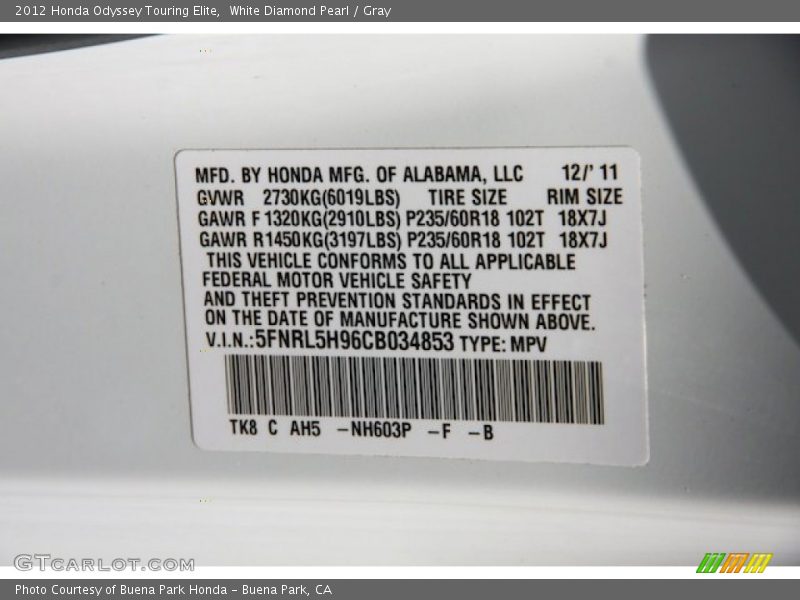 2012 Honda Odyssey Touring Elite,  White Diamond Pearl / Gray
MFD. BY HONDA MFG. OF ALABAMA, LLC 12/' 11
GVWR 2730KG(6019LBS) TIRE SIZE RIM SIZE
GAWR F 1320KG(2910LBS) P235/60R18 102T 18X7J
GAWR R1450KG(3197LBS) P235/60R18 102T 18X7J
THIS VEHICLE CONFORMS TO ALL APPLICABLE
FEDERAL MOTOR VEHICLE SAFETY
AND THEFT PREVENTION STANDARDS IN EFFECT
ON THE DATE OF MANUFACTURE SHOWN ABOVE.
V.I.N.:5FNRL5H96CB034853 TYPE: MPV
TK8 C AH5 -NH603P -F -B
GTCARLOT.COM
Photo Courtesy of Buena Park Honda - Buena Park, CA